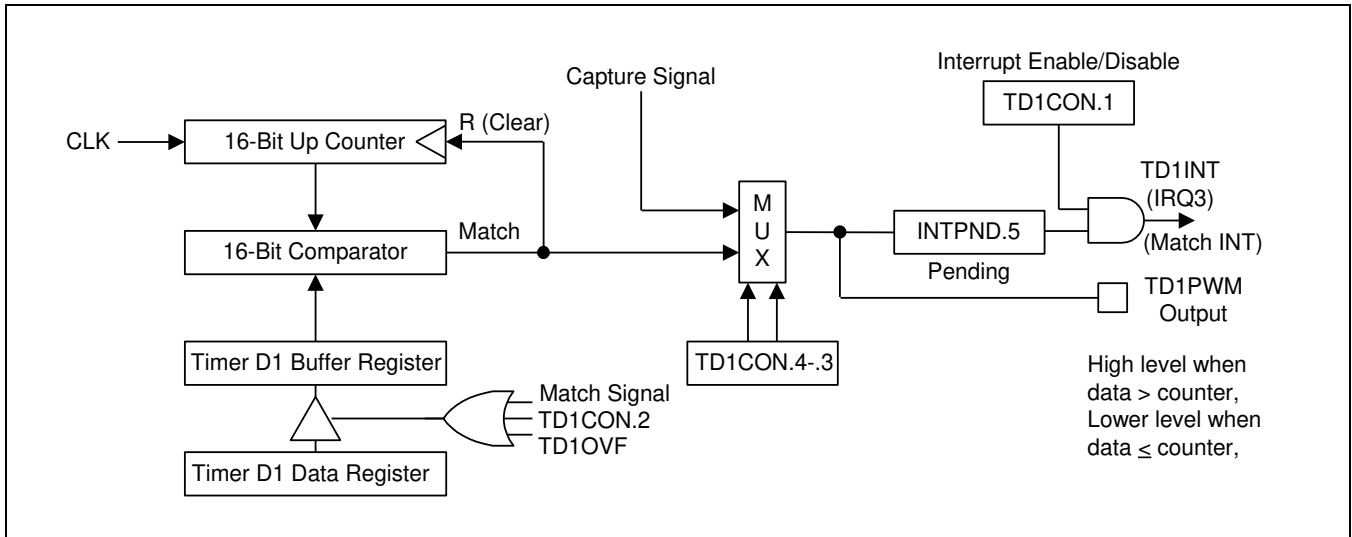 Interrupt Enable/Disable
Capture Signal
TD1CON.1
CLK
16-Bit Up Counter
R (Clear)
TD1INT
(IRQ3)
(Match INT)
M
U
X
16-Bit Comparator
Match
INTPND.5
Pending
TD1PWM
Output
Timer D1 Buffer Register
TD1CON.4-.3
High level when
data > counter,
Lower level when
data ≤ counter,
Match Signal
TD1CON.2
TD1OVF
Timer D1 Data Register